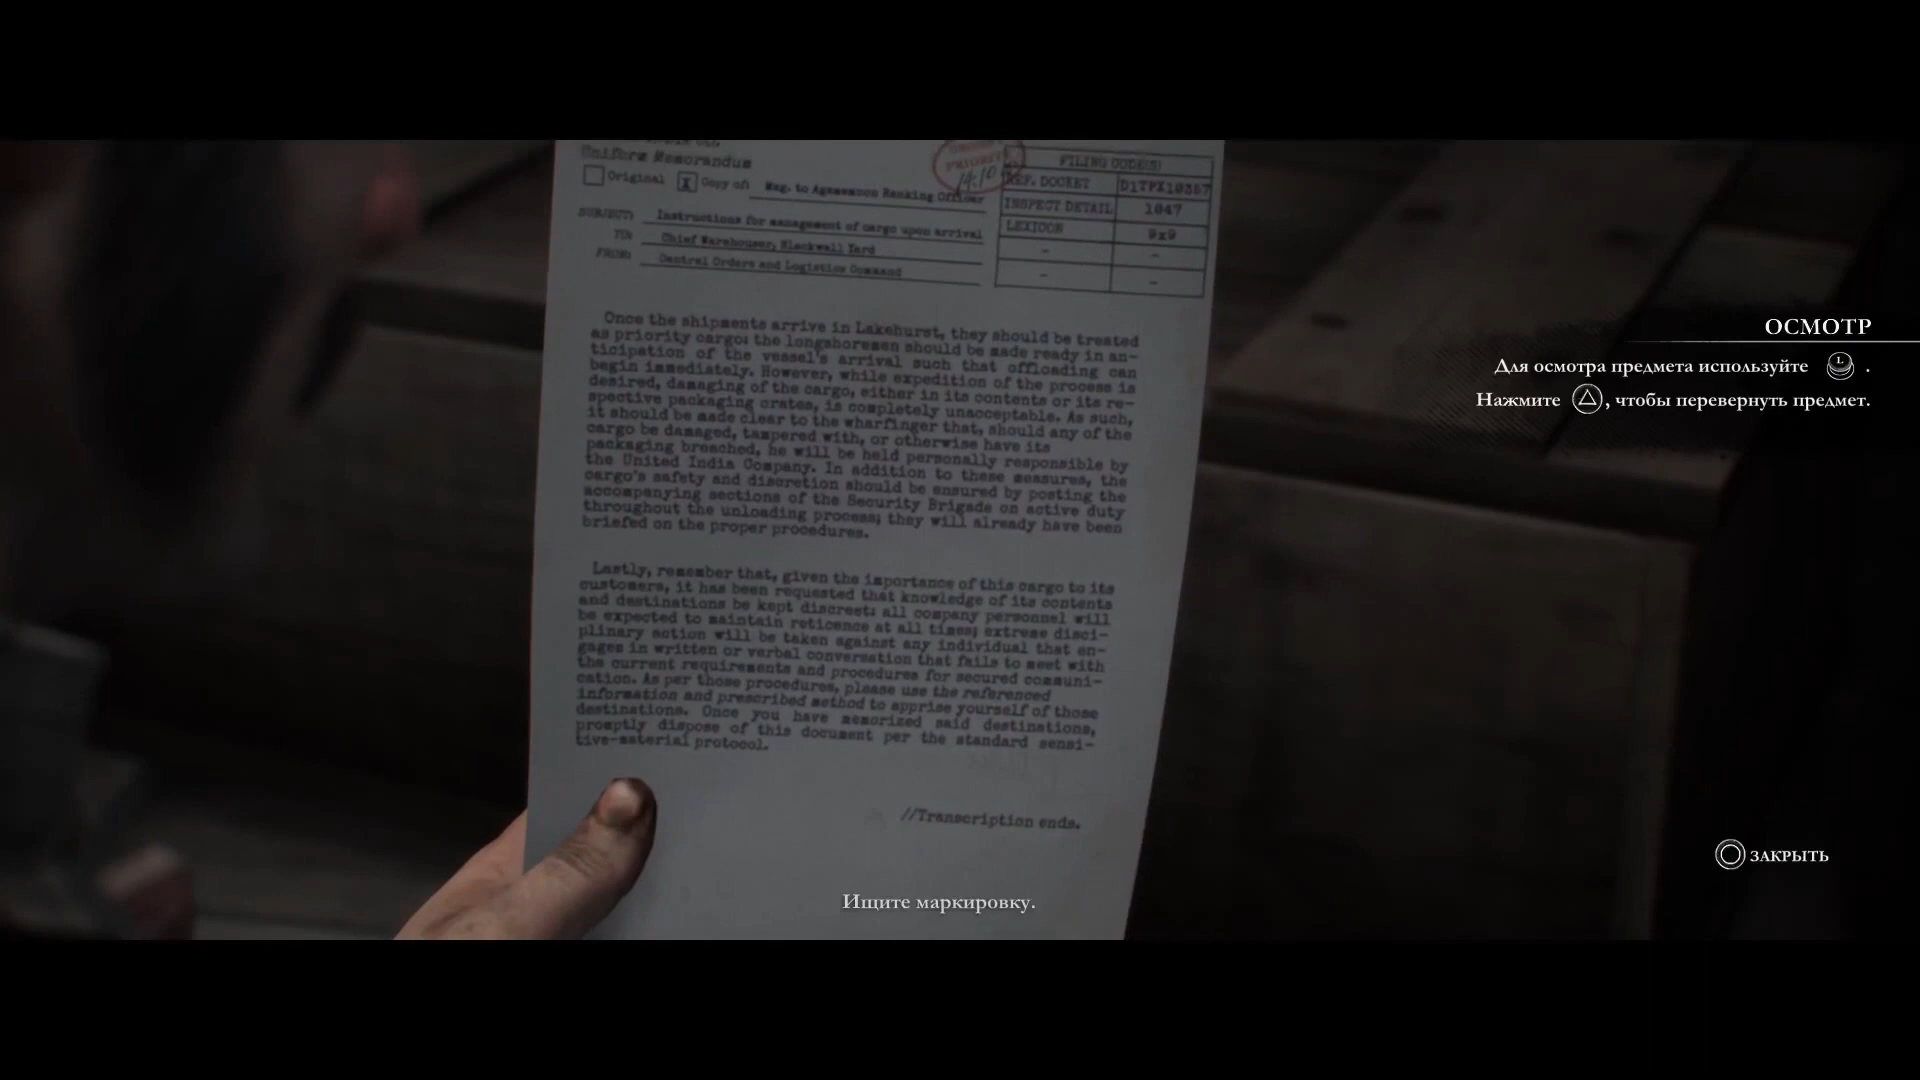 Uniform Memorandum
Original
X Copy of: Msg. to Agamemnon Ranking Officer
SUBJECT: Instructions for management of cargo upon arrival
TO: Chief Warehouser, Blackwall Yard
FROM: Central Orders and Logistics Command
PRIORITY
14.10
FILING CODE(S)
REF. DOCKET D1TPX10357
INSPECT DETAIL 1047
LEXICON 9x9
- -
- -
Once the shipments arrive in Lakehurst, they should be treated
as priority cargo: the longshoremen should be made ready in an-
ticipation of the vessel's arrival such that offloading can
begin immediately. However, while expedition of the process is
desired, damaging of the cargo, either in its contents or its re-
spective packaging crates, is completely unacceptable. As such,
it should be made clear to the wharfinger that, should any of the
cargo be damaged, tampered with, or otherwise have its
packaging breached, he will be held personally responsible by
the United India Company. In addition to these measures, the
cargo's safety and discretion should be ensured by posting the
accompanying sections of the Security Brigade on active duty
throughout the unloading process; they will already have been
briefed on the proper procedures.
Lastly, remember that, given the importance of this cargo to its
customers, it has been requested that knowledge of its contents
and destinations be kept discreet: all company personnel will
be expected to maintain reticence at all times; extreme disci-
plinary action will be taken against any individual that en-
gages in written or verbal conversation that fails to meet with
the current requirements and procedures for secured communi-
cation. As per those procedures, please use the referenced
information and prescribed method to apprise yourself of those
destinations. Once you have memorized said destinations,
promptly dispose of this document per the standard sensi-
tive-material protocol.
//Transcription ends.
ОСМОТР
Для осмотра предмета используйте L .
Нажмите , чтобы перевернуть предмет.
ЗАКРЫТЬ
Ищите маркировку.